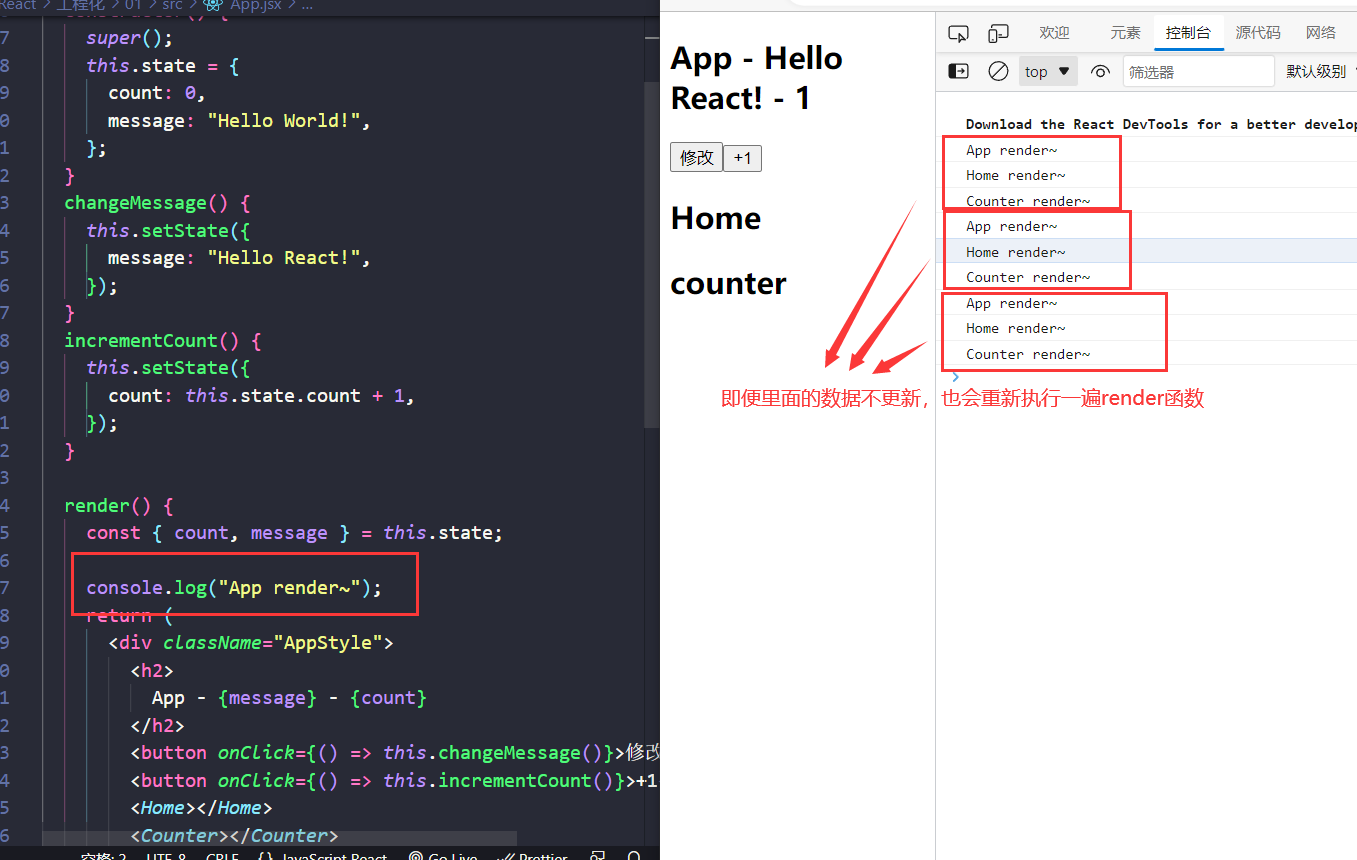 React > 工程化 > 01 > src > App.jsx > ...
constructor() {
7 super();
8 this.state = {
9 count: 0,
0 message: "Hello World!",
1 };
2 }
3 changeMessage() {
4 this.setState({
5 message: "Hello React!",
6 });
7 }
8 incrementCount() {
9 this.setState({
0 count: this.state.count + 1,
1 });
2 }
3
4 render() {
5 const { count, message } = this.state;
6
7 console.log("App render~");
8 return (
9 <div className="AppStyle">
0 <h2>
1 App - {message} - {count}
2 </h2>
3 <button onClick={() => this.changeMessage()}>修改
4 <button onClick={() => this.incrementCount()}>+1
5 <Home></Home>
6 <Counter></Counter>
空格: 2 UTF-8 CRLF {} JavaScript React Go Live Prettier
App - Hello
React! - 1
修改 +1
Home
counter
欢迎 元素 控制台 源代码 网络
top 筛选器 默认级别
Download the React DevTools for a better develop
App render~
Home render~
Counter render~
App render~
Home render~
Counter render~
App render~
Home render~
Counter render~
即便里面的数据不更新，也会重新执行一遍render函数